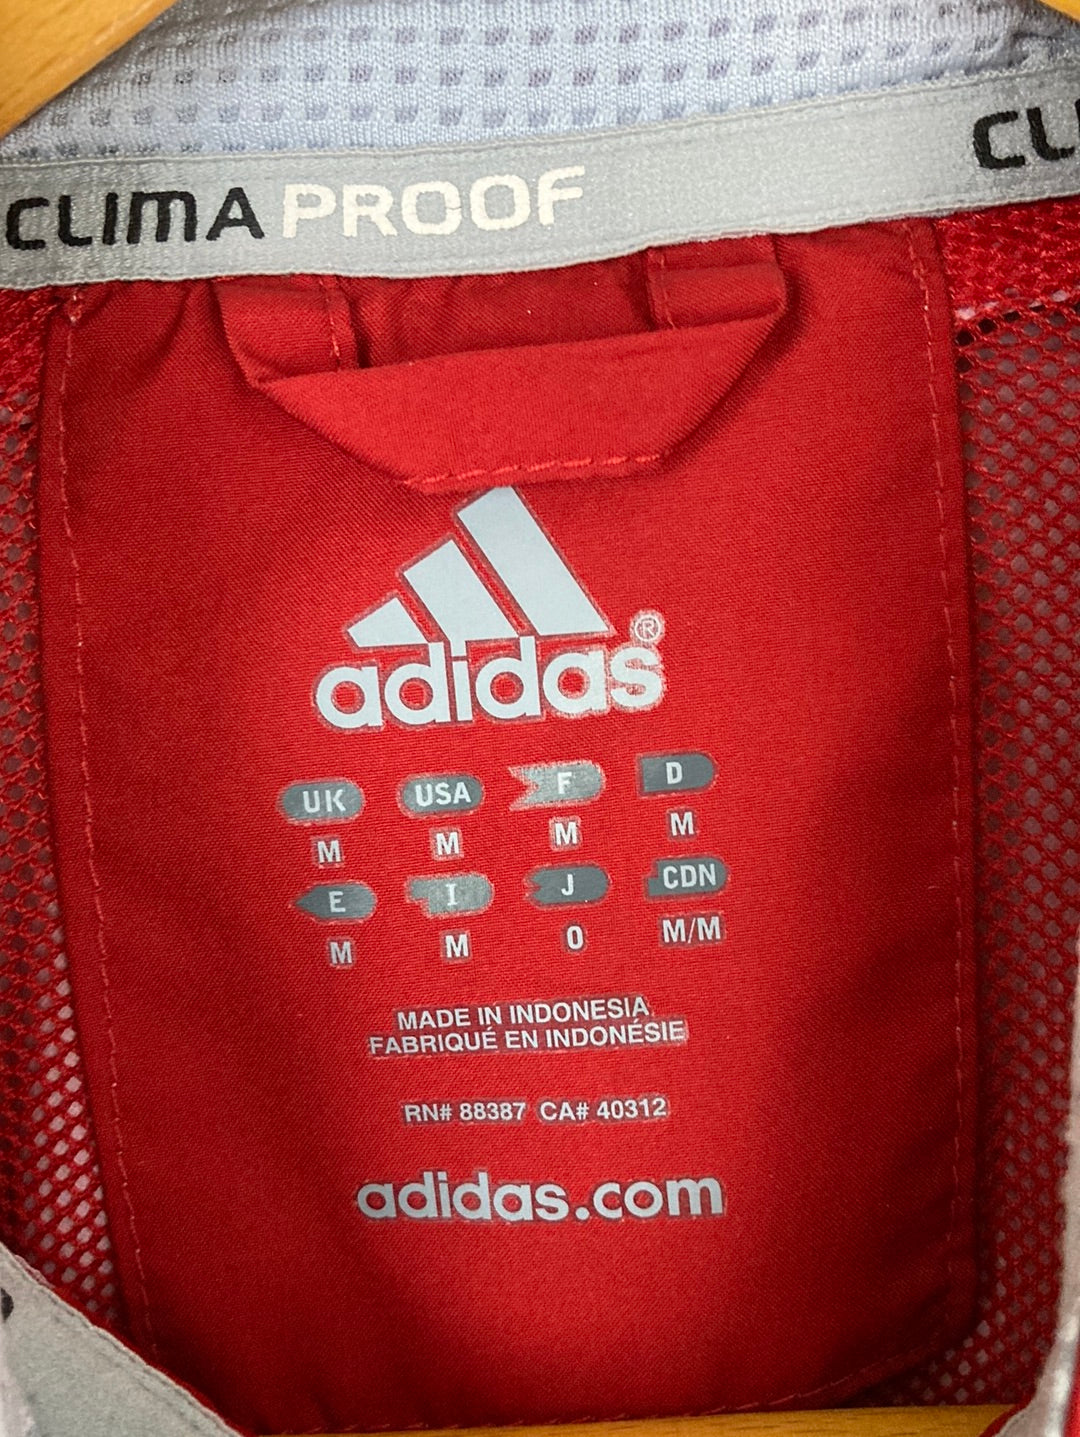 CLIMA PROOF CL
adidas®
UK USA F D
M M M M
E I J CDN
M M O M/M
MADE IN INDONESIA
FABRIQUÉ EN INDONÉSIE
RN# 88387 CA# 40312
adidas.com